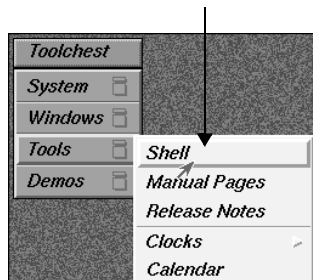 Toolchest
System
Windows
Tools
Demos
Shell
Manual Pages
Release Notes
Clocks
Calendar